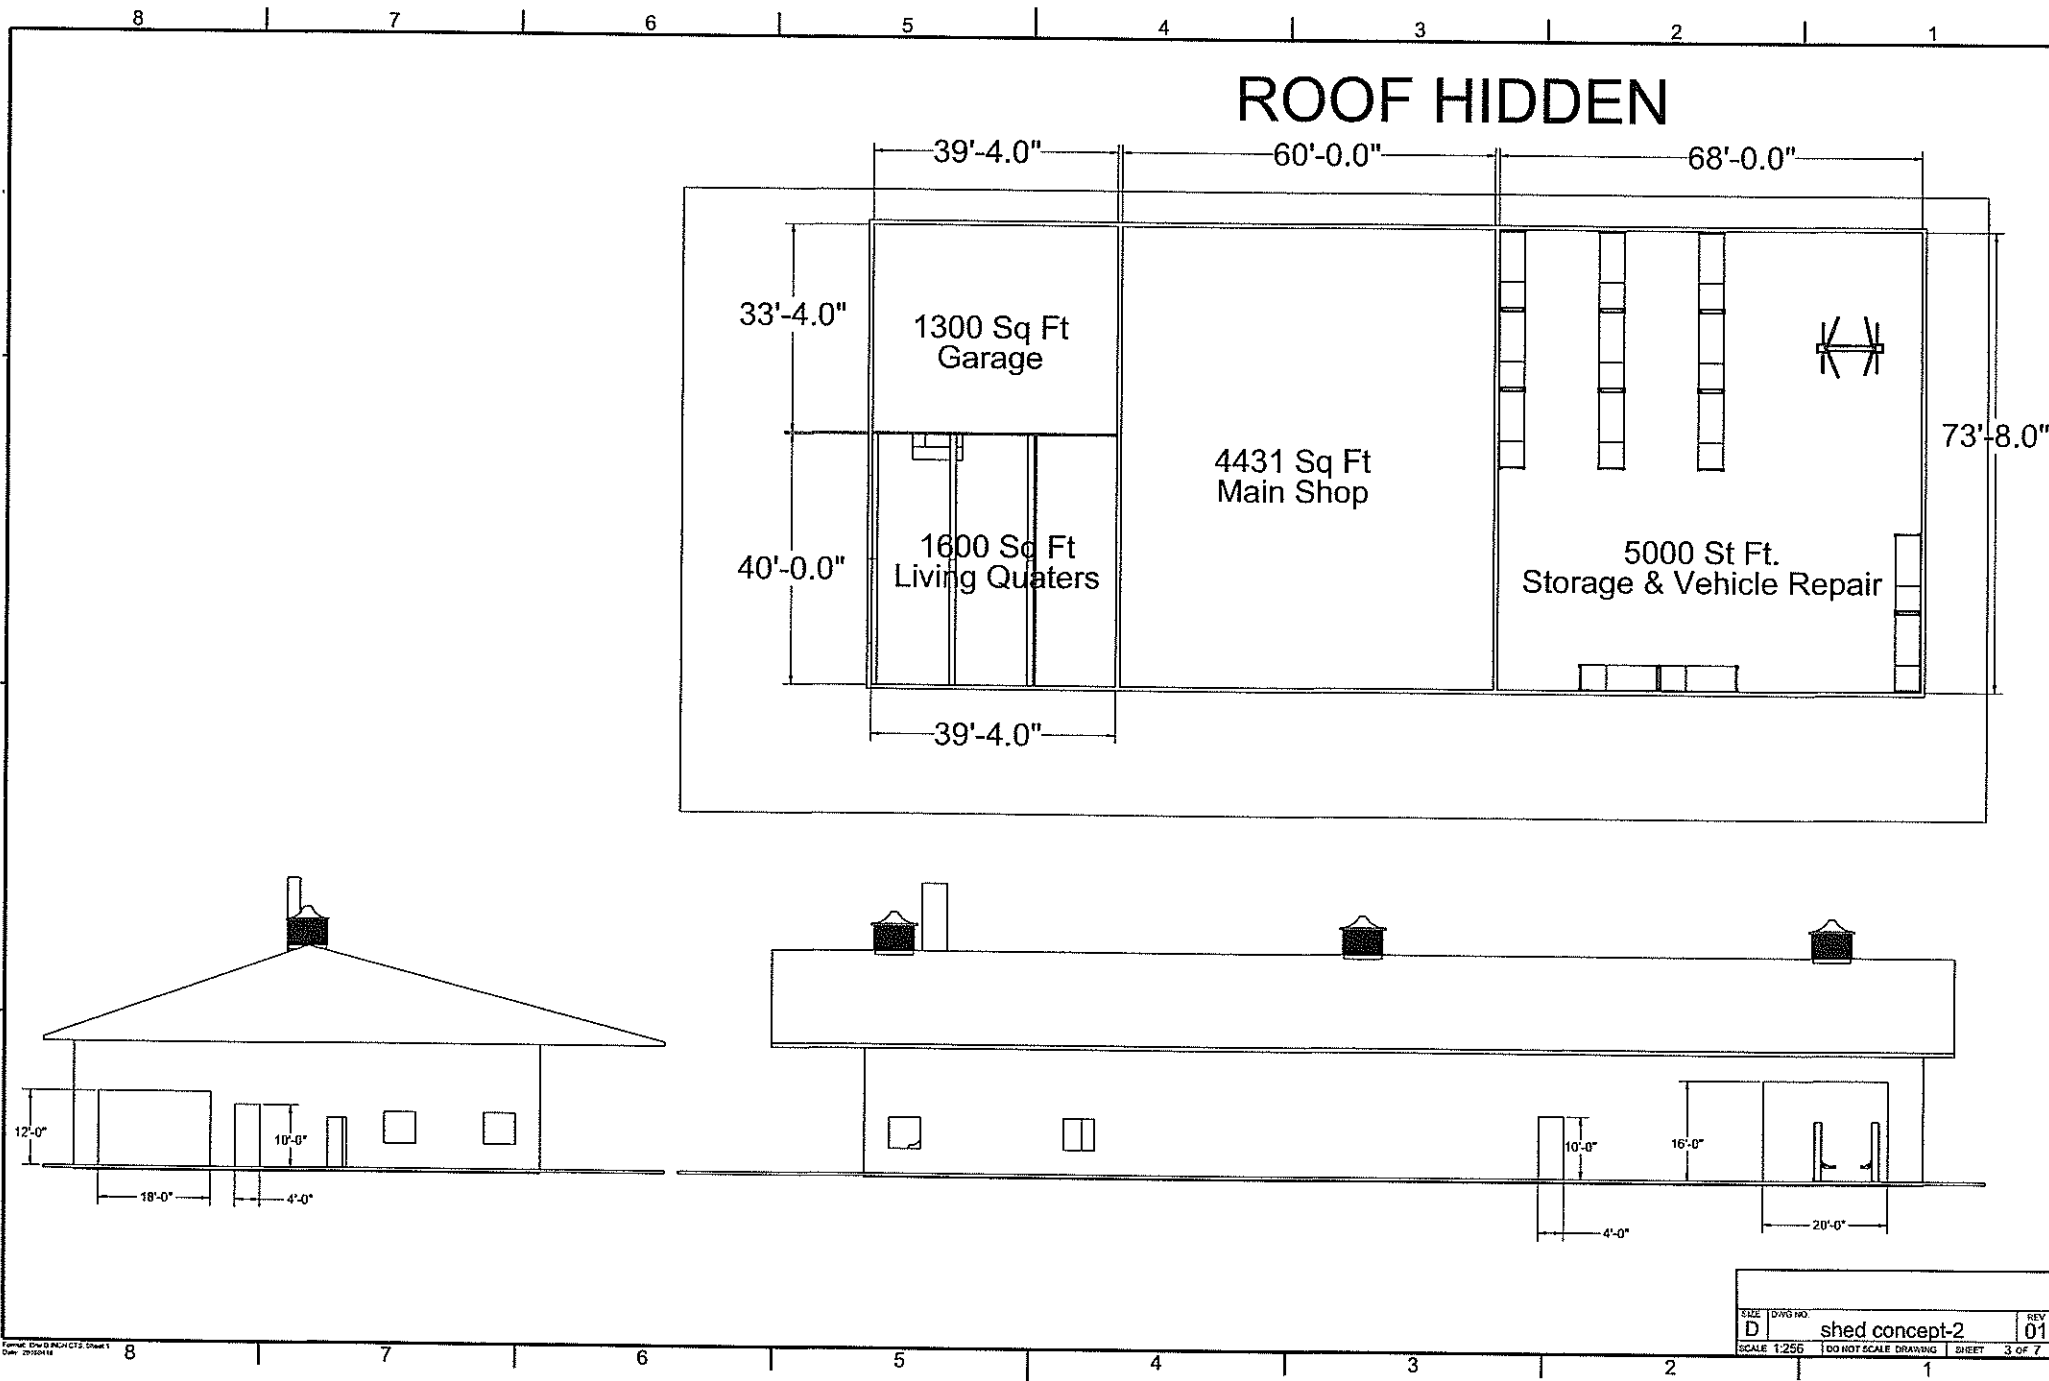 8 7 6 5 4 3 2 1
ROOF HIDDEN
39'-4.0" 60'-0.0" 68'-0.0"
33'-4.0"
1300 Sq Ft
Garage
73'-8.0"
4431 Sq Ft
Main Shop
40'-0.0"
1600 Sq Ft
Living Quaters
5000 St Ft.
Storage & Vehicle Repair
39'-4.0"
12'-0"
10'-0"
18'-0"
4'-0"
10'-0"
16'-0"
4'-0"
20'-0"
SIZE
D
DWG NO.
shed concept-2
REV
01
SCALE 1:256
DO NOT SCALE DRAWING
SHEET 3 OF 7
8 7 6 5 4 3 2 1